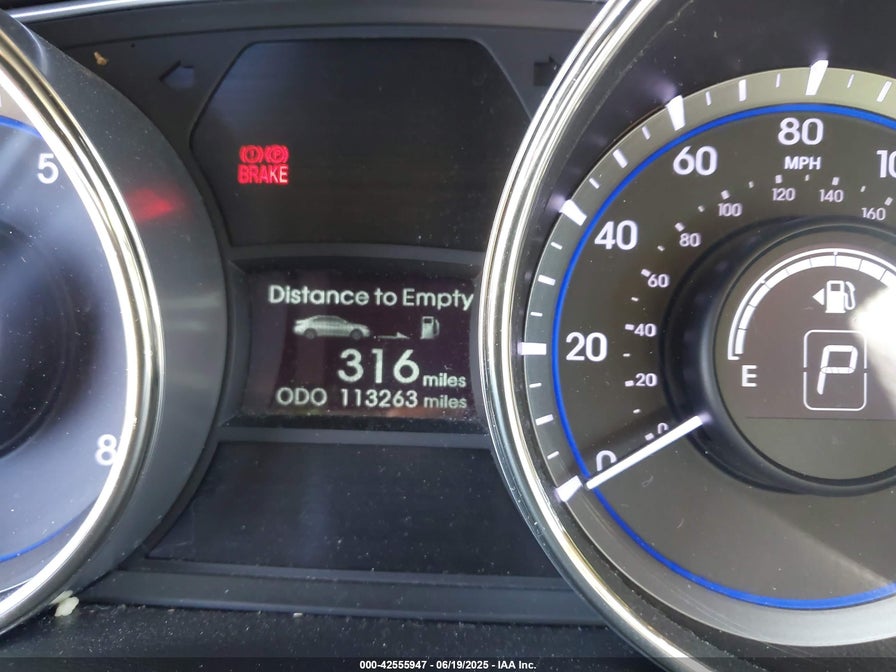 5
8
BRAKE
Distance to Empty
316 miles
ODO 113263 miles
0
20
40
60
80
MPH
0
20
40
60
80
100
120
140
160
E
P
000-42555947 - 06/19/2025 - IAA Inc.